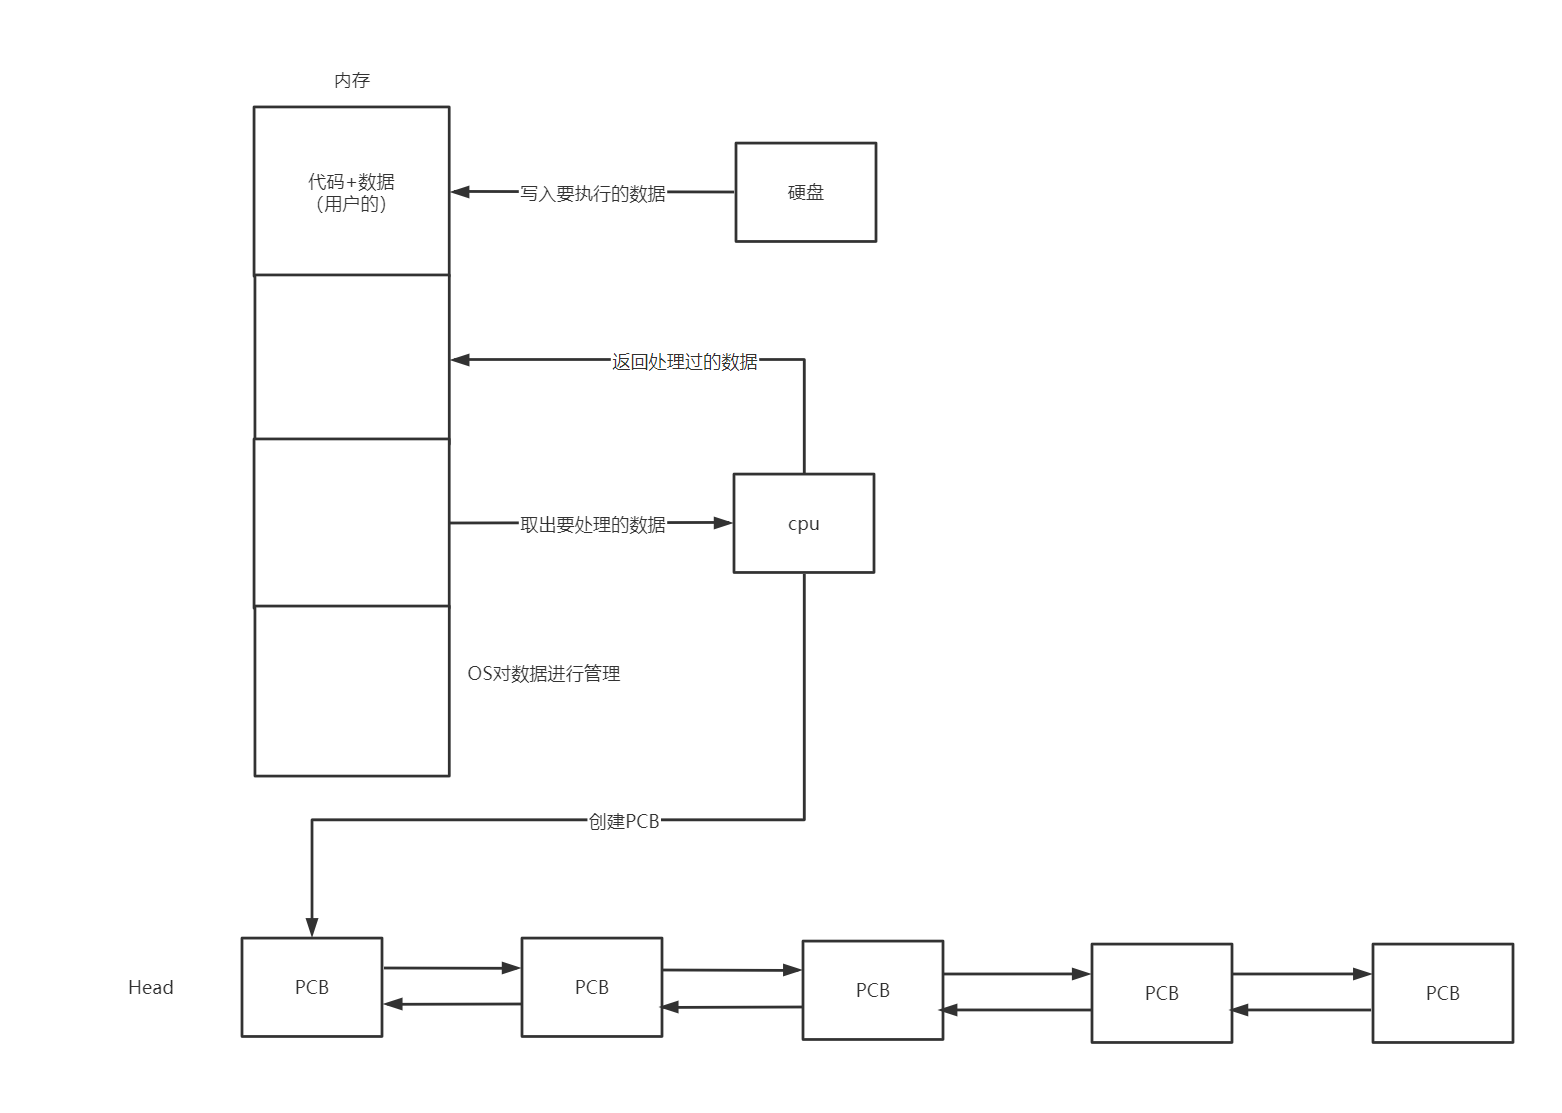 内存
代码+数据
（用户的）
写入要执行的数据
硬盘
返回处理过的数据
取出要处理的数据
cpu
OS对数据进行管理
创建PCB
Head
PCB
PCB
PCB
PCB
PCB